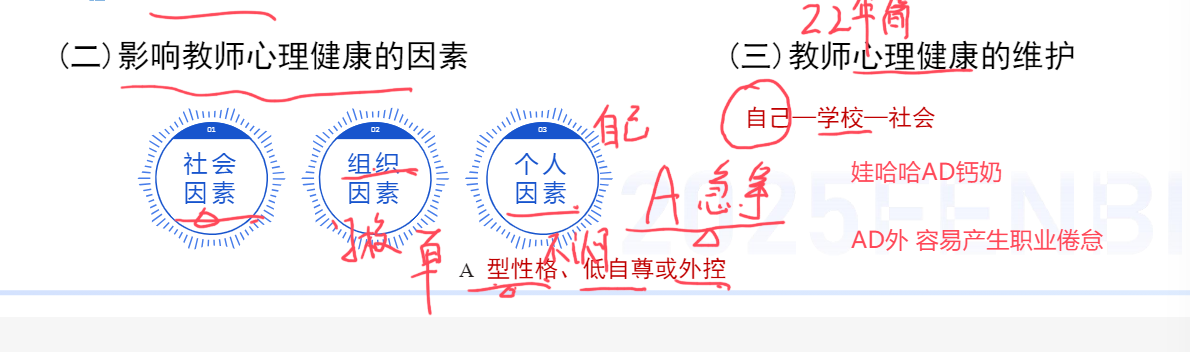 22年简
(二)影响教师心理健康的因素
(三)教师心理健康的维护
01
社会
因素
02
组织
因素
03
个人
因素
自己
自己—学校—社会
A 急
娃哈哈AD钙奶
2025FENBI
AD外 容易产生职业倦怠
A 型性格、低自尊或外控